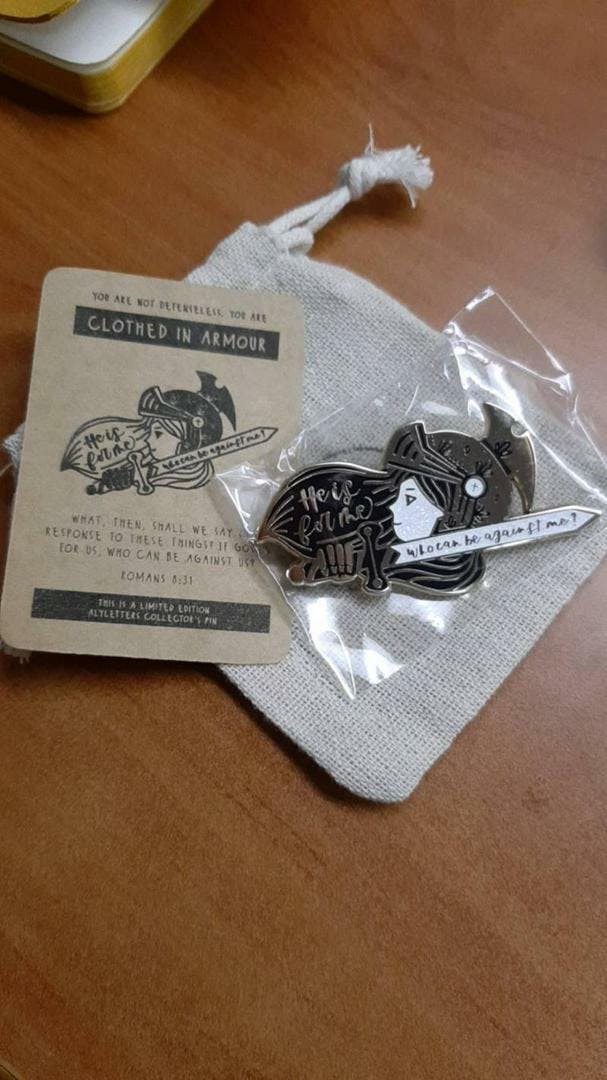 YOU ARE NOT DEFENSELESS. YOU ARE
CLOTHED IN ARMOUR
He is
for me
who can be against me?
WHAT, THEN, SHALL WE SAY
RESPONSE TO THESE THINGS? IF GO
FOR US, WHO CAN BE AGAINST US?
ROMANS 8:31
THIS IS A LIMITED EDITION
ALYLETTERS COLLECTOR'S PIN
He is
for me
who can be against me?